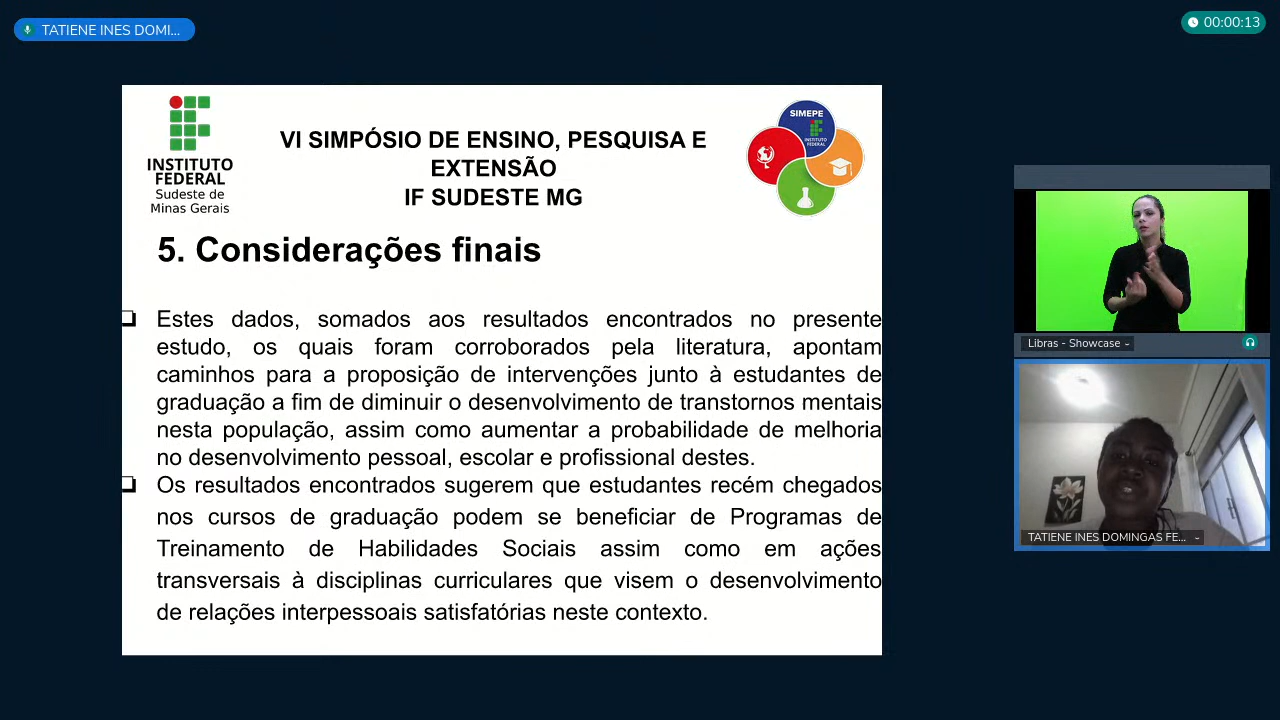 TATIENE INES DOMI...
00:00:13
INSTITUTO
FEDERAL
Sudeste de
Minas Gerais
VI SIMPÓSIO DE ENSINO, PESQUISA E
EXTENSÃO
IF SUDESTE MG
SIMEPE
INSTITUTO
FEDERAL
5. Considerações finais
Estes dados, somados aos resultados encontrados no presente
estudo, os quais foram corroborados pela literatura, apontam
caminhos para a proposição de intervenções junto à estudantes de
graduação a fim de diminuir o desenvolvimento de transtornos mentais
nesta população, assim como aumentar a probabilidade de melhoria
no desenvolvimento pessoal, escolar e profissional destes.
Os resultados encontrados sugerem que estudantes recém chegados
nos cursos de graduação podem se beneficiar de Programas de
Treinamento de Habilidades Sociais assim como em ações
transversais à disciplinas curriculares que visem o desenvolvimento
de relações interpessoais satisfatórias neste contexto.
Libras - Showcase
TATIENE INES DOMINGAS FE...